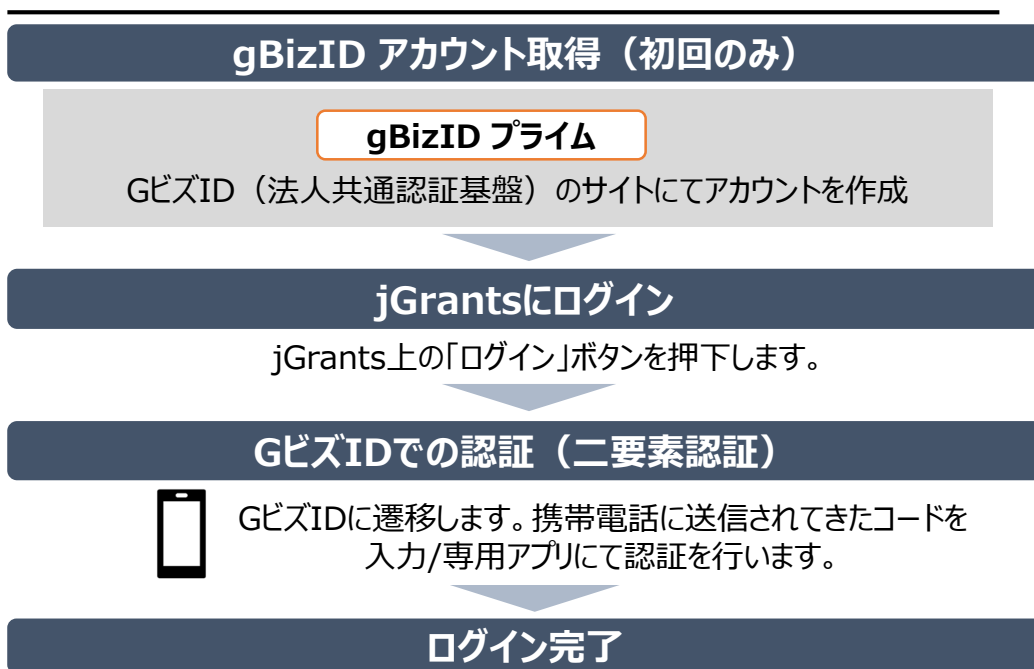 gBizID アカウント取得（初回のみ）
gBizID プライム
GビズID（法人共通認証基盤）のサイトにてアカウントを作成
jGrantsにログイン
jGrants上の「ログイン」ボタンを押下します。
GビズIDでの認証（二要素認証）
GビズIDに遷移します。携帯電話に送信されてきたコードを
入力/専用アプリにて認証を行います。
ログイン完了